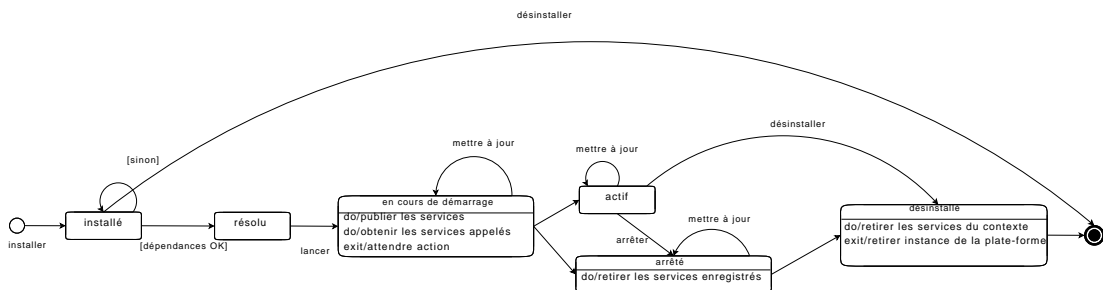 désinstaller
désinstaller
mettre à jour
mettre à jour
[sinon]
en cours de démarrage
actif
do/publier les services
do/obtenir les services appelés
exit/attendre action
installé
résolu
mettre à jour
désinstallé
do/retirer les services du contexte
exit/retirer instance de la plate-forme
installer
[dépendances OK]
lancer
arrêter
arrêté
do/retirer les services enregistrés